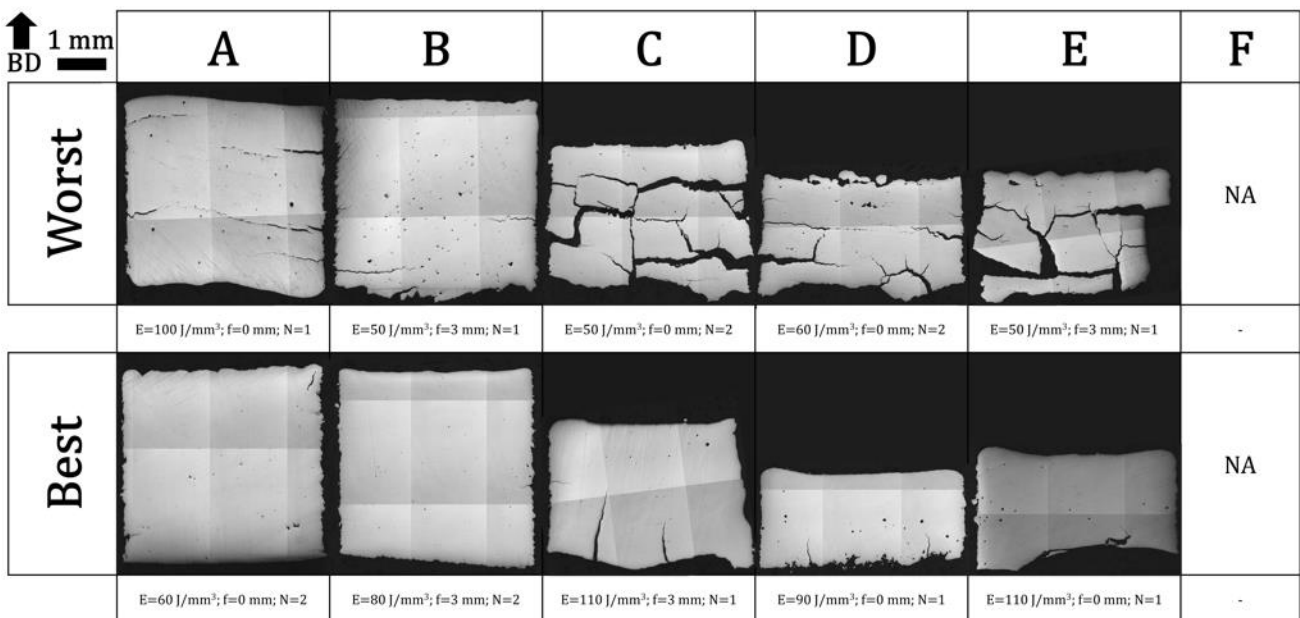 1 mm
BD
A B C D E F
Worst
NA
E=100 J/mm³; f=0 mm; N=1
E=50 J/mm³; f=3 mm; N=1
E=50 J/mm³; f=0 mm; N=2
E=60 J/mm³; f=0 mm; N=2
E=50 J/mm³; f=3 mm; N=1
-
Best
NA
E=60 J/mm³; f=0 mm; N=2
E=80 J/mm³; f=3 mm; N=2
E=110 J/mm³; f=3 mm; N=1
E=90 J/mm³; f=0 mm; N=1
E=110 J/mm³; f=0 mm; N=1
-